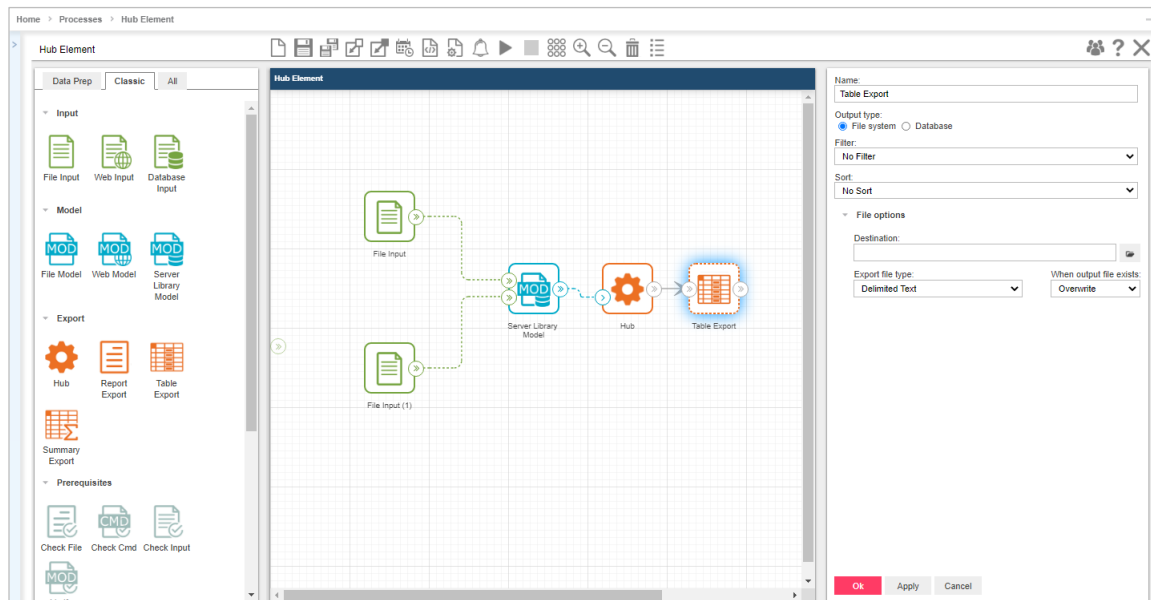 Home > Processes > Hub Element
Hub Element
Data Prep Classic All
Input
File Input Web Input Database
Input
Model
MOD MOD MOD
File Model Web Model Server
Library
Model
Export
Hub Report
Export Table
Export
Summary
Export
Prerequisites
CMD
Check File Check Cmd Check Input
MOD
Hub Element
File Input
MOD
Server Library
Model
Hub
Table Export
File Input (1)
Name:
Table Export
Output type:
File system Database
Filter:
No Filter
Sort:
No Sort
File options
Destination:
Export file type: When output file exists:
Delimited Text Overwrite
Ok Apply Cancel